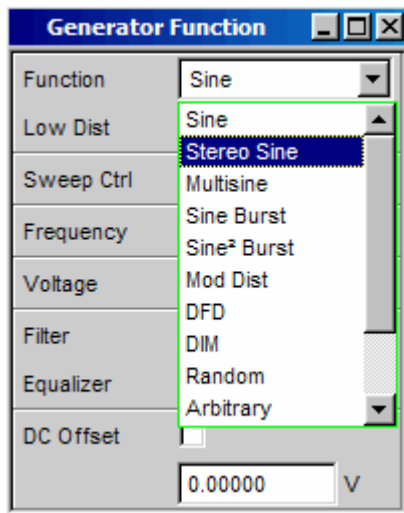 Generator Function
Function Sine
Low Dist Sine
Stereo Sine
Sweep Ctrl Multisine
Sine Burst
Frequency Sine² Burst
Voltage Mod Dist
DFD
Filter DIM
Equalizer Random
Arbitrary
DC Offset
0.00000 V